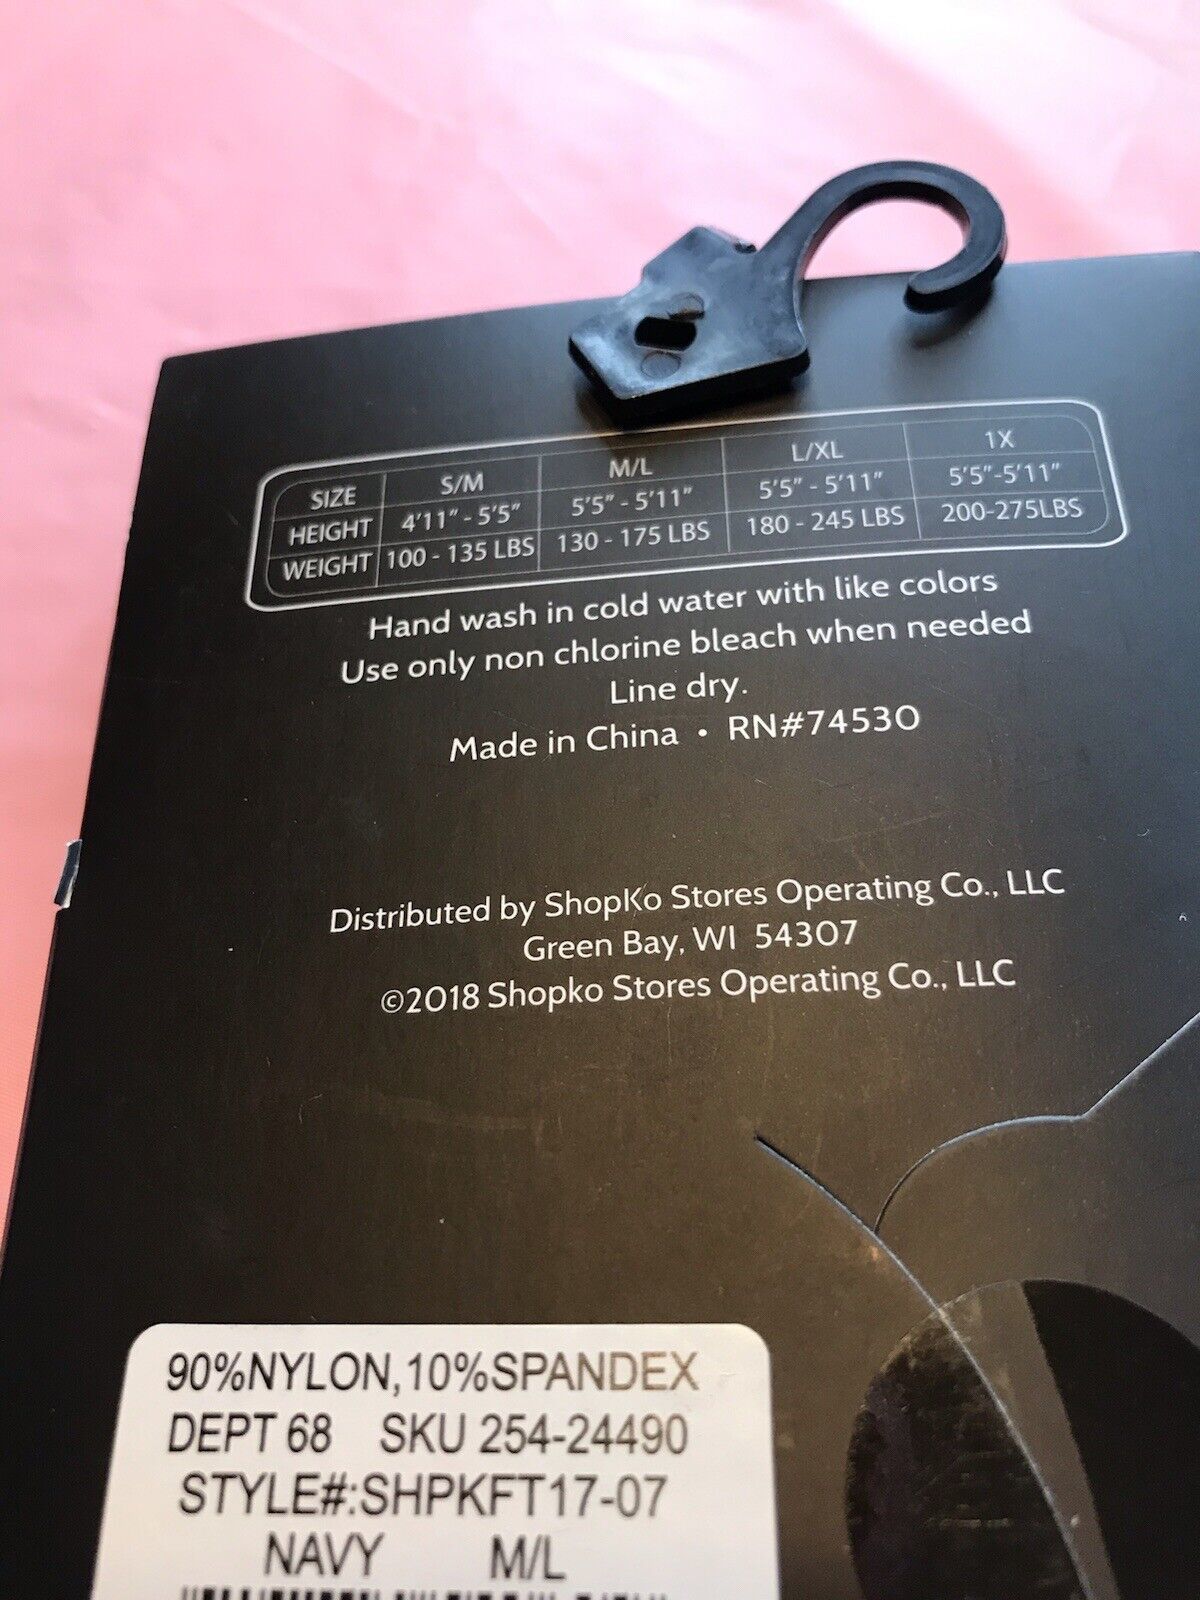 SIZE S/M M/L L/XL 1X
HEIGHT 4'11" - 5'5" 5'5" - 5'11" 5'5" - 5'11" 5'5"-5'11"
WEIGHT 100 - 135 LBS 130 - 175 LBS 180 - 245 LBS 200-275LBS
Hand wash in cold water with like colors
Use only non chlorine bleach when needed
Line dry.
Made in China • RN#74530
Distributed by ShopKo Stores Operating Co., LLC
Green Bay, WI 54307
©2018 Shopko Stores Operating Co., LLC
90%NYLON,10%SPANDEX
DEPT 68 SKU 254-24490
STYLE#:SHPKFT17-07
NAVY M/L